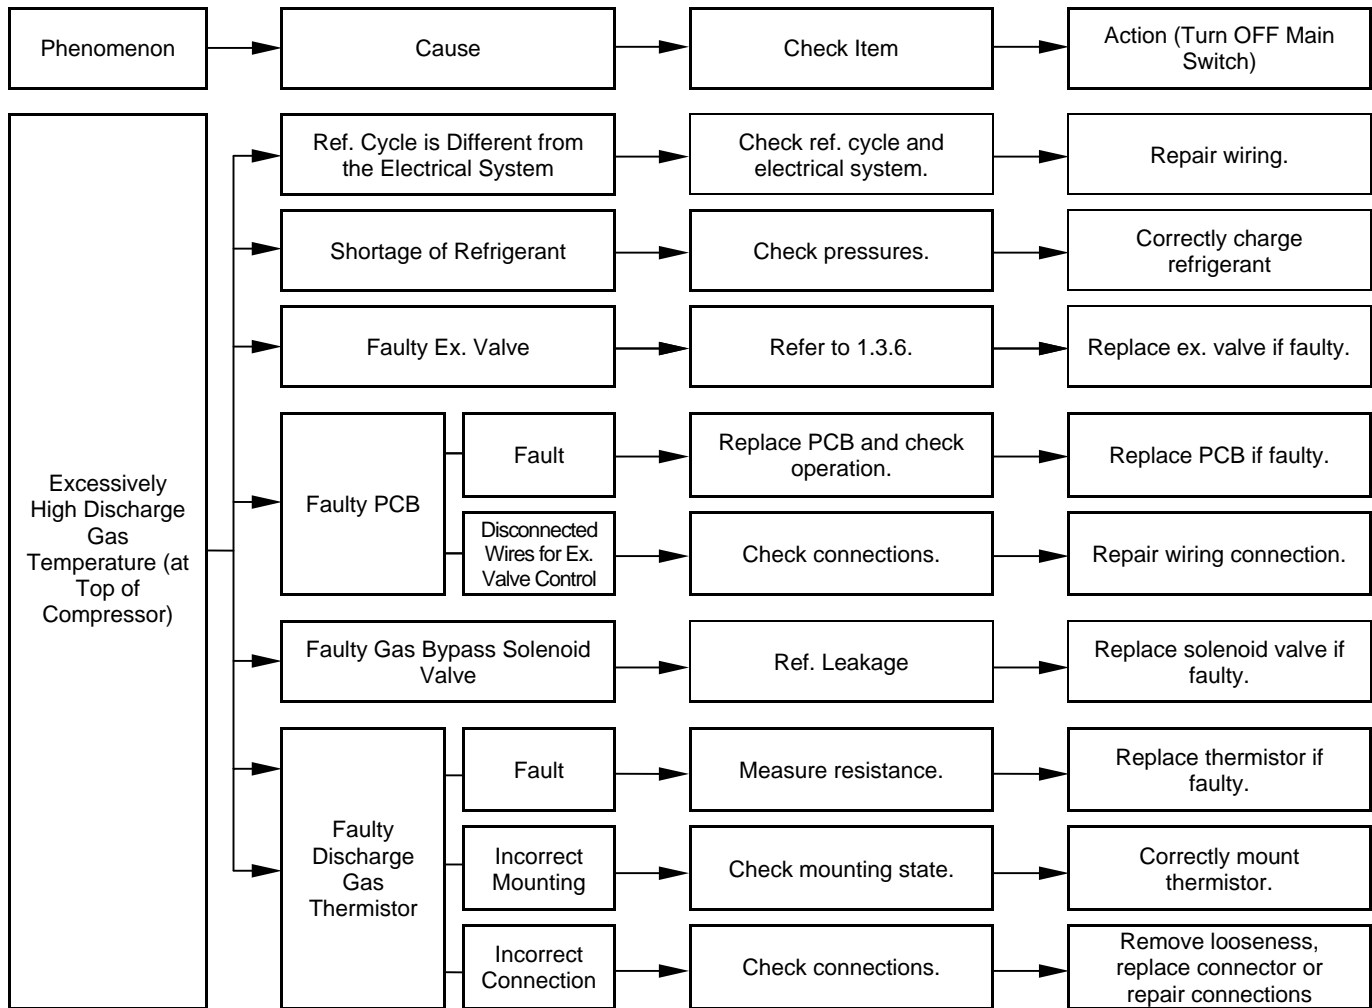 Phenomenon
Cause
Check Item
Action (Turn OFF Main
Switch)
Excessively
High Discharge
Gas
Temperature (at
Top of
Compressor)
Ref. Cycle is Different from
the Electrical System
Check ref. cycle and
electrical system.
Repair wiring.
Shortage of Refrigerant
Check pressures.
Correctly charge
refrigerant
Faulty Ex. Valve
Refer to 1.3.6.
Replace ex. valve if faulty.
Faulty PCB
Fault
Replace PCB and check
operation.
Replace PCB if faulty.
Disconnected
Wires for Ex.
Valve Control
Check connections.
Repair wiring connection.
Faulty Gas Bypass Solenoid
Valve
Ref. Leakage
Replace solenoid valve if
faulty.
Faulty
Discharge
Gas
Thermistor
Fault
Measure resistance.
Replace thermistor if
faulty.
Incorrect
Mounting
Check mounting state.
Correctly mount
thermistor.
Incorrect
Connection
Check connections.
Remove looseness,
replace connector or
repair connections